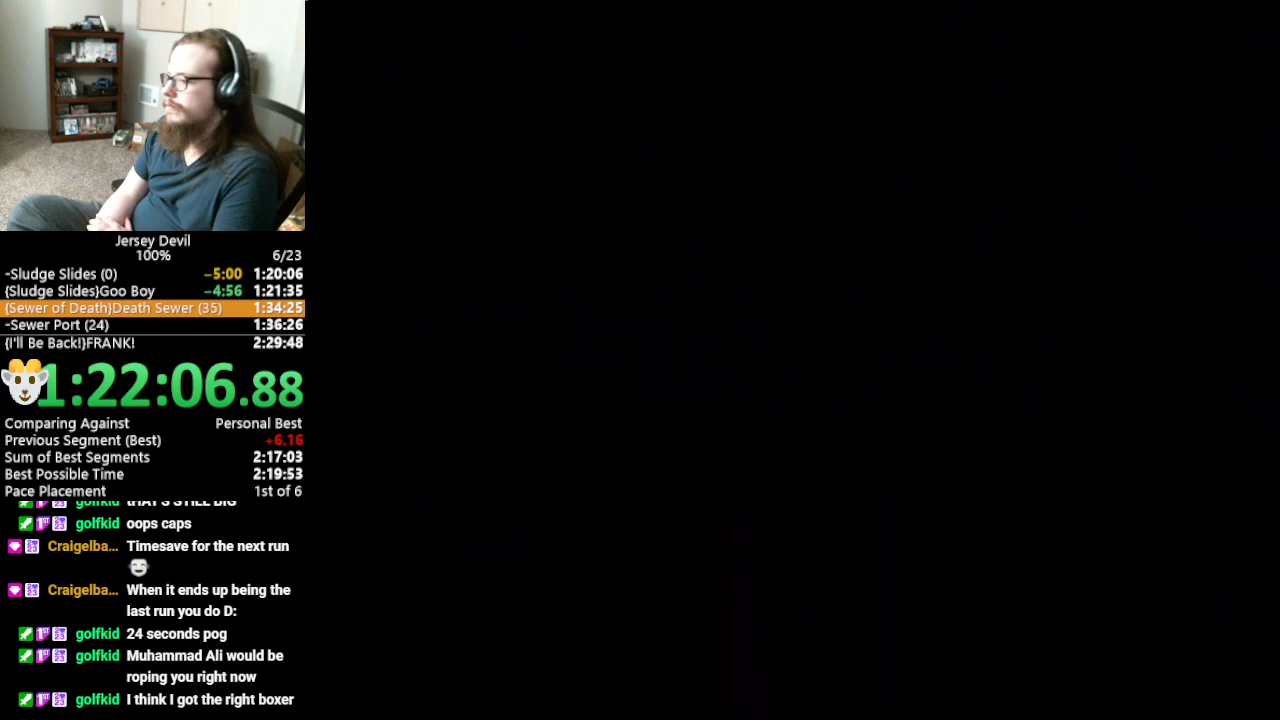 Jersey Devil
100% 6/23
-Sludge Slides (0) −5:00 1:20:06
{Sludge Slides}Goo Boy −4:56 1:21:35
{Sewer of Death}Death Sewer (35) 1:34:25
-Sewer Port (24) 1:36:26
{I'll Be Back!}FRANK! 2:29:48
1:22:06.88
Comparing Against Personal Best
Previous Segment (Best) +6.16
Sum of Best Segments 2:17:03
Best Possible Time 2:19:53
Pace Placement 1st of 6
golfkid tHAT'S STILL BIG
golfkid oops caps
Craigelba... Timesave for the next run
Craigelba... When it ends up being the
last run you do D:
golfkid 24 seconds pog
golfkid Muhammad Ali would be
roping you right now
golfkid I think I got the right boxer